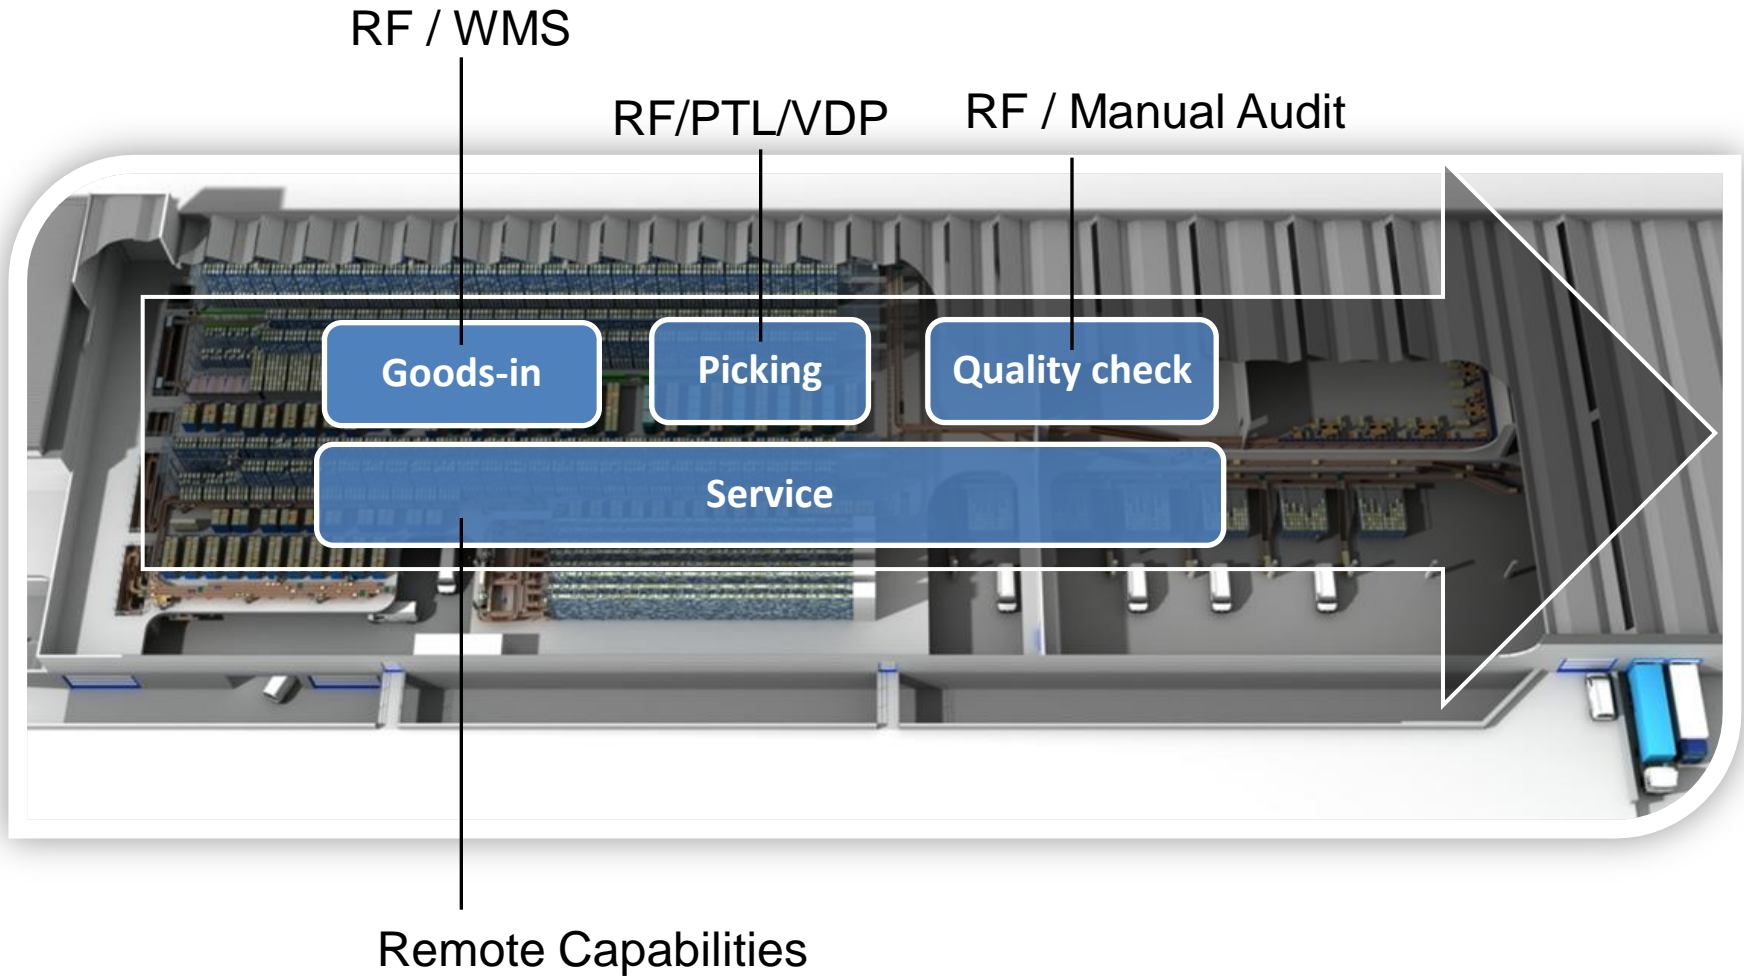 RF / WMS
RF/PTL/VDP
RF / Manual Audit
Goods-in
Picking
Quality check
Service
Remote Capabilities